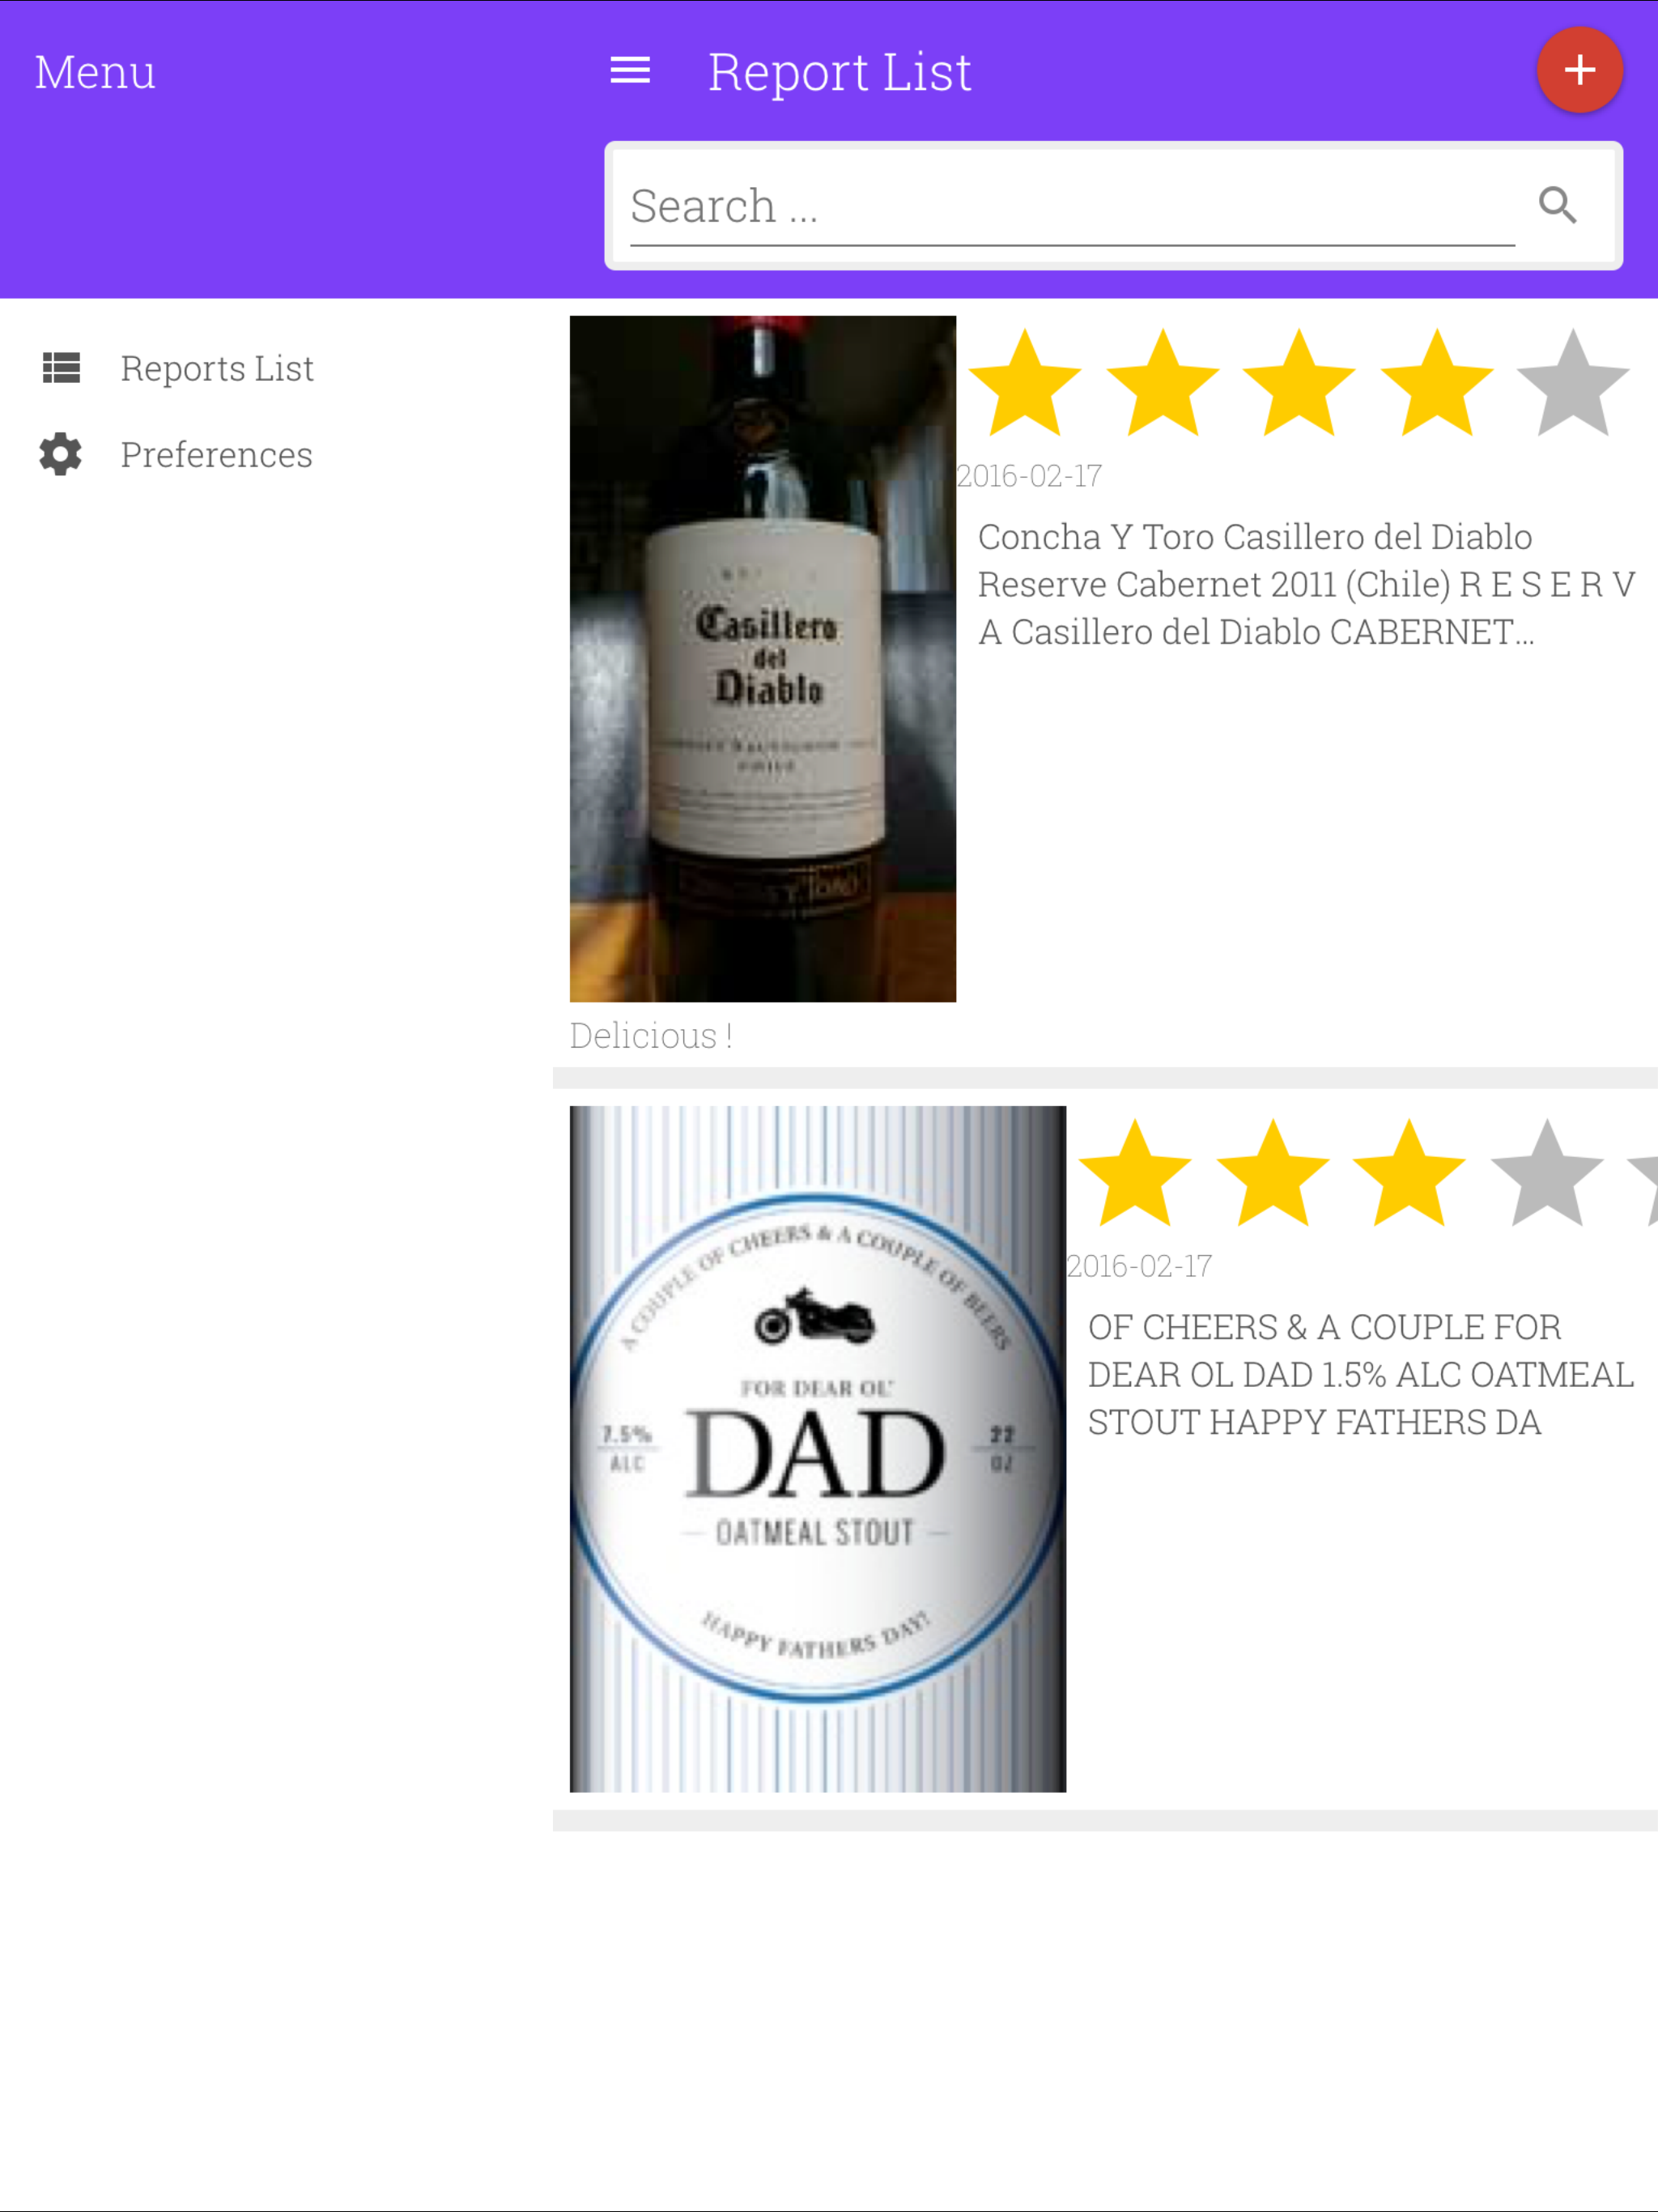 Menu
Report List
Search ...
Reports List
Preferences
Casillero
del
Diablo
2016-02-17
Concha Y Toro Casillero del Diablo
Reserve Cabernet 2011 (Chile) R E S E R V
A Casillero del Diablo CABERNET...
Delicious !
A COUPLE OF CHEERS & A COUPLE OF BEERS
FOR DEAR OL'
7.5%
ALC
DAD
22
OZ
OATMEAL STOUT
HAPPY FATHERS DAY!
2016-02-17
OF CHEERS & A COUPLE FOR
DEAR OL DAD 1.5% ALC OATMEAL
STOUT HAPPY FATHERS DA